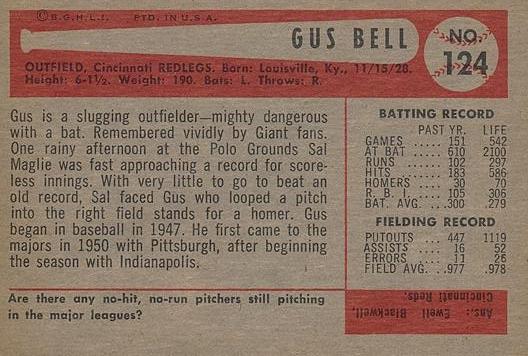 ©B.G.H.L.I. PTD. IN U.S.A.
GUS BELL
NO.
124
OUTFIELD, Cincinnati REDLEGS. Born: Louisville, Ky., 11/15/28.
Height: 6-1½. Weight: 190. Bats: L. Throws: R.
Gus is a slugging outfielder—mighty dangerous
with a bat. Remembered vividly by Giant fans.
One rainy afternoon at the Polo Grounds Sal
Maglie was fast approaching a record for score-
less innings. With very little to go to beat an
old record, Sal faced Gus who looped a pitch
into the right field stands for a homer. Gus
began in baseball in 1947. He first came to the
majors in 1950 with Pittsburgh, after beginning
the season with Indianapolis.
BATTING RECORD
PAST YR. LIFE
GAMES ..... 151 542
AT BAT ..... 610 2100
RUNS ..... 102 297
HITS ..... 183 586
HOMERS .... 30 70
R. B. I. ..... 105 306
BAT. AVG. ... .300 .279
FIELDING RECORD
PUTOUTS ... 447 1119
ASSISTS .... 16 52
ERRORS .... 11 26
FIELD AVG. .. .977 .978
Are there any no-hit, no-run pitchers still pitching
in the major leagues?
Ans.: Ewell Blackwell,
Cincinnati Reds.